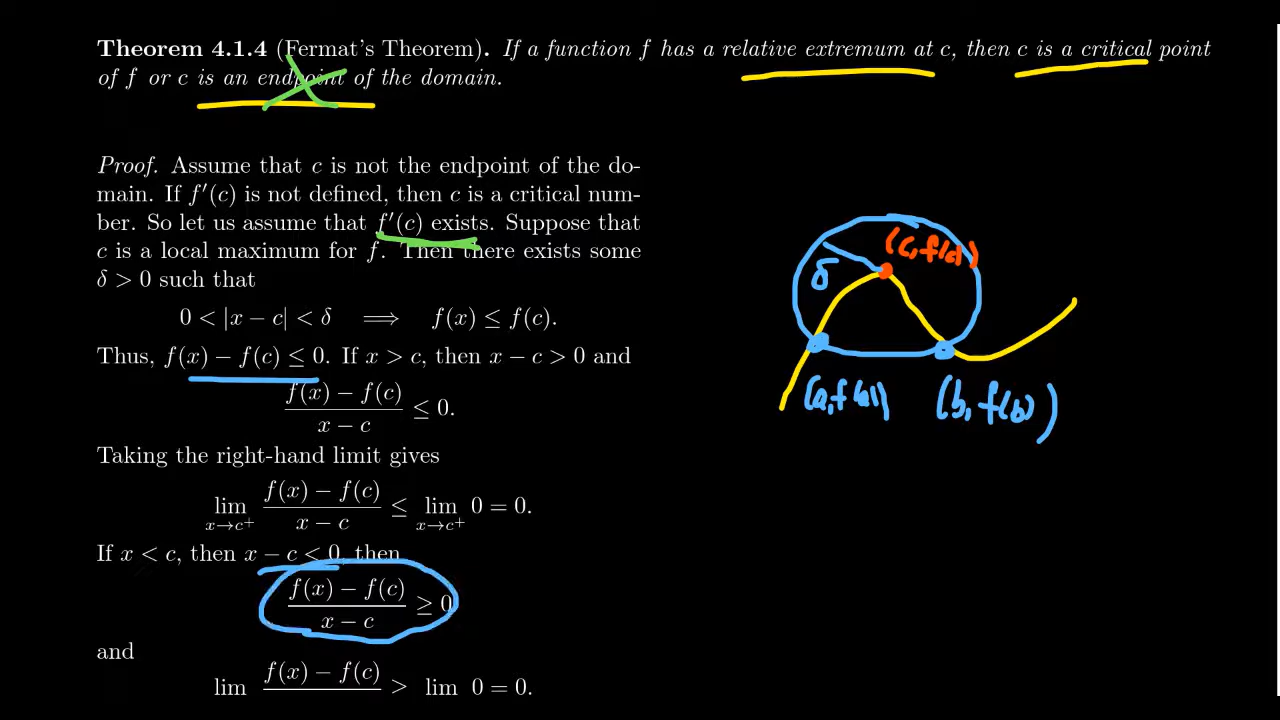 Theorem 4.1.4 (Fermat's Theorem). If a function f has a relative extremum at c, then c is a critical point
of f or c is an endpoint of the domain.
Proof. Assume that c is not the endpoint of the do-
main. If f′(c) is not defined, then c is a critical num-
ber. So let us assume that f′(c) exists. Suppose that
c is a local maximum for f. Then there exists some
δ > 0 such that
0 < |x − c| < δ ⟹ f(x) ≤ f(c).
Thus, f(x) − f(c) ≤ 0. If x > c, then x − c > 0 and
f(x) − f(c)
x − c
≤ 0.
Taking the right-hand limit gives
lim x→c⁺ f(x) − f(c)
x − c
≤ lim x→c⁺ 0 = 0.
If x < c, then x − c < 0, then
f(x) − f(c)
x − c
≥ 0
and
lim f(x) − f(c) > lim 0 = 0.
(c, f(c))
δ
(a, f(a))
(b, f(b))